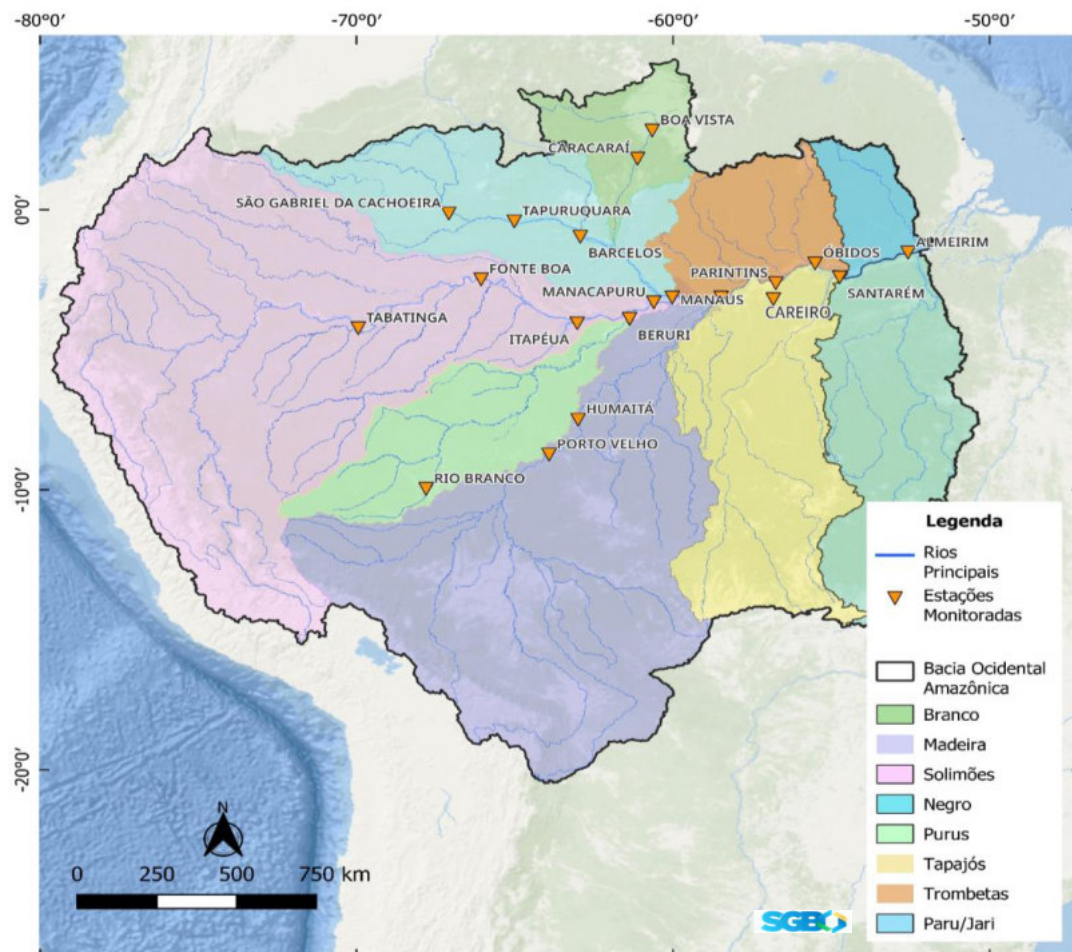 -80°0'
-70°0'
-60°0'
-50°0'
0°0'
-10°0'
-20°0'
BOA VISTA
CARACARAÍ
SÃO GABRIEL DA CACHOEIRA
TAPURUQUARA
BARCELOS
FONTE BOA
MANACAPURU
MANAUS
PARINTINS
ÓBIDOS
ALMEIRIM
SANTARÉM
CAREIRO
TABATINGA
ITAPÉUA
BERURI
HUMAITÁ
PORTO VELHO
RIO BRANCO
Legenda
Rios
Principais
Estações
Monitoradas
Bacia Ocidental
Amazônica
Branco
Madeira
Solimões
Negro
Purus
Tapajós
Trombetas
Paru/Jari
N
0 250 500 750 km
SGB